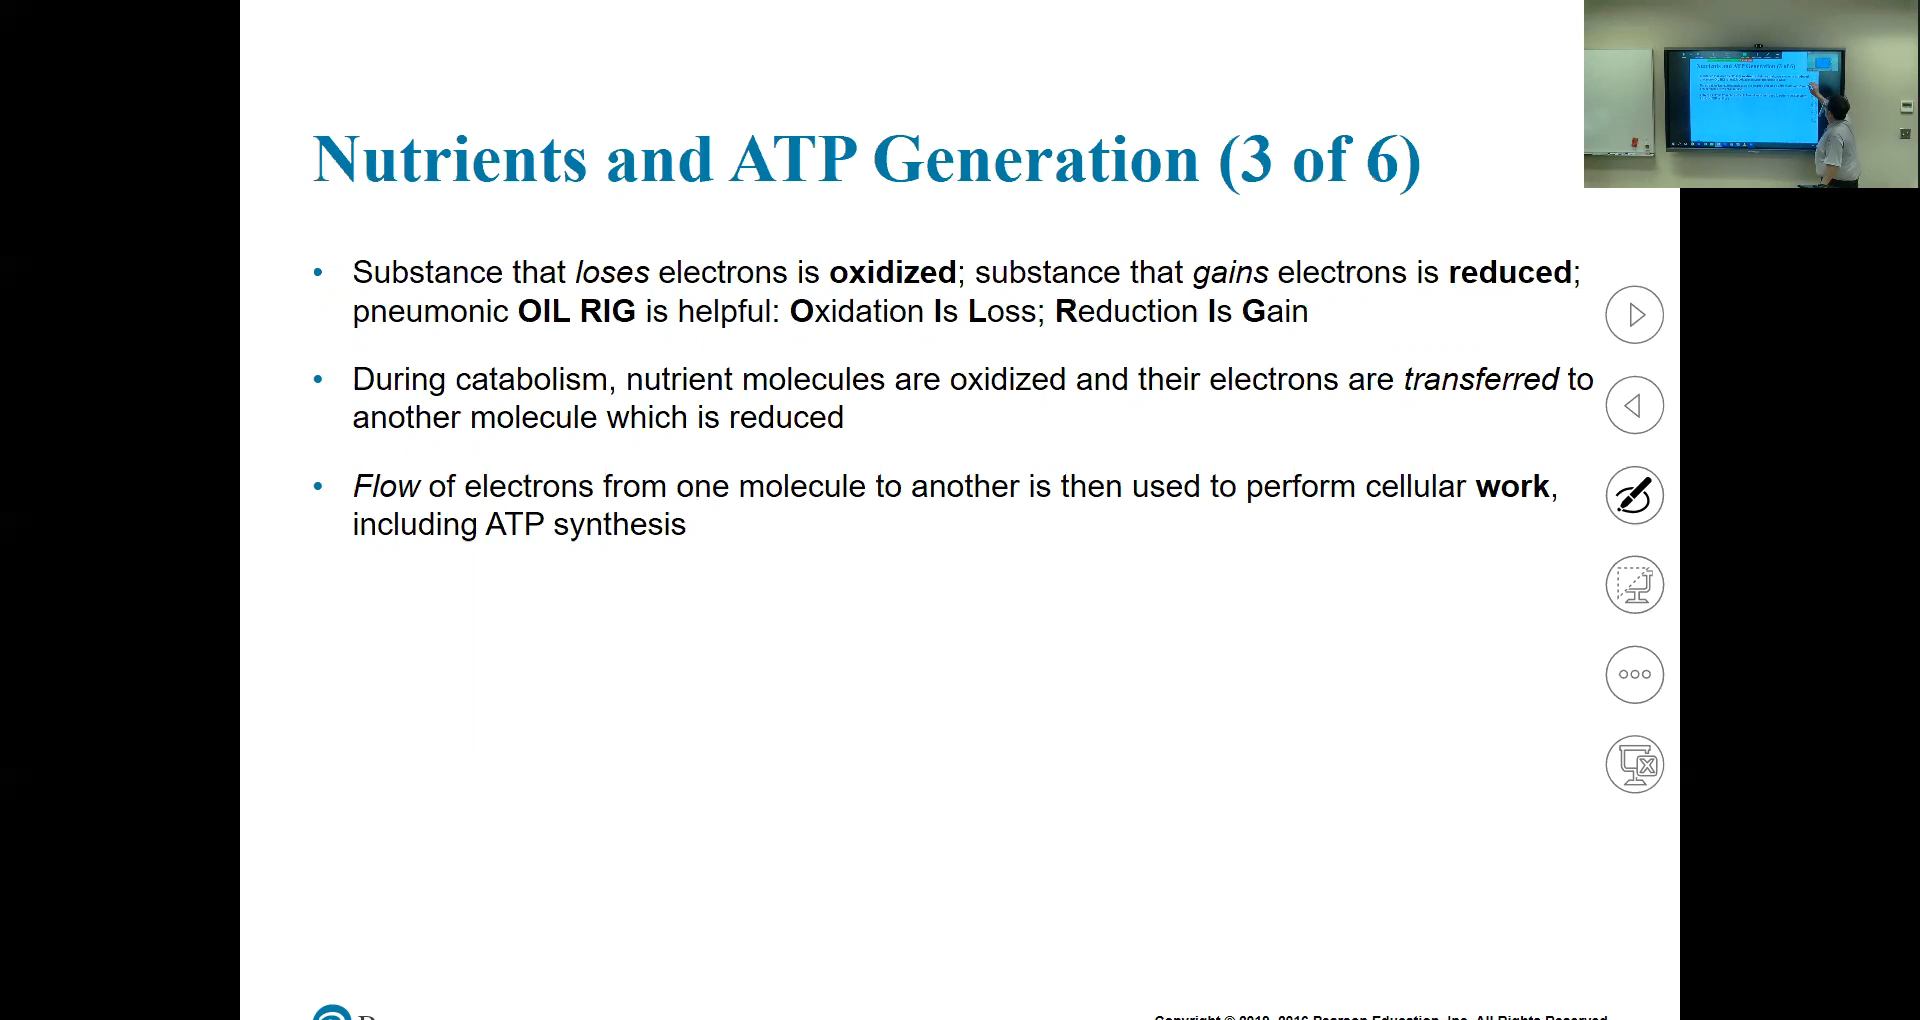 Nutrients and ATP Generation (3 of 6)
• Substance that loses electrons is oxidized; substance that gains electrons is reduced;
pneumonic OIL RIG is helpful: Oxidation Is Loss; Reduction Is Gain
• During catabolism, nutrient molecules are oxidized and their electrons are transferred to
another molecule which is reduced
• Flow of electrons from one molecule to another is then used to perform cellular work,
including ATP synthesis
Copyright © 2019, 2016 Pearson Education, Inc. All Rights Reserved